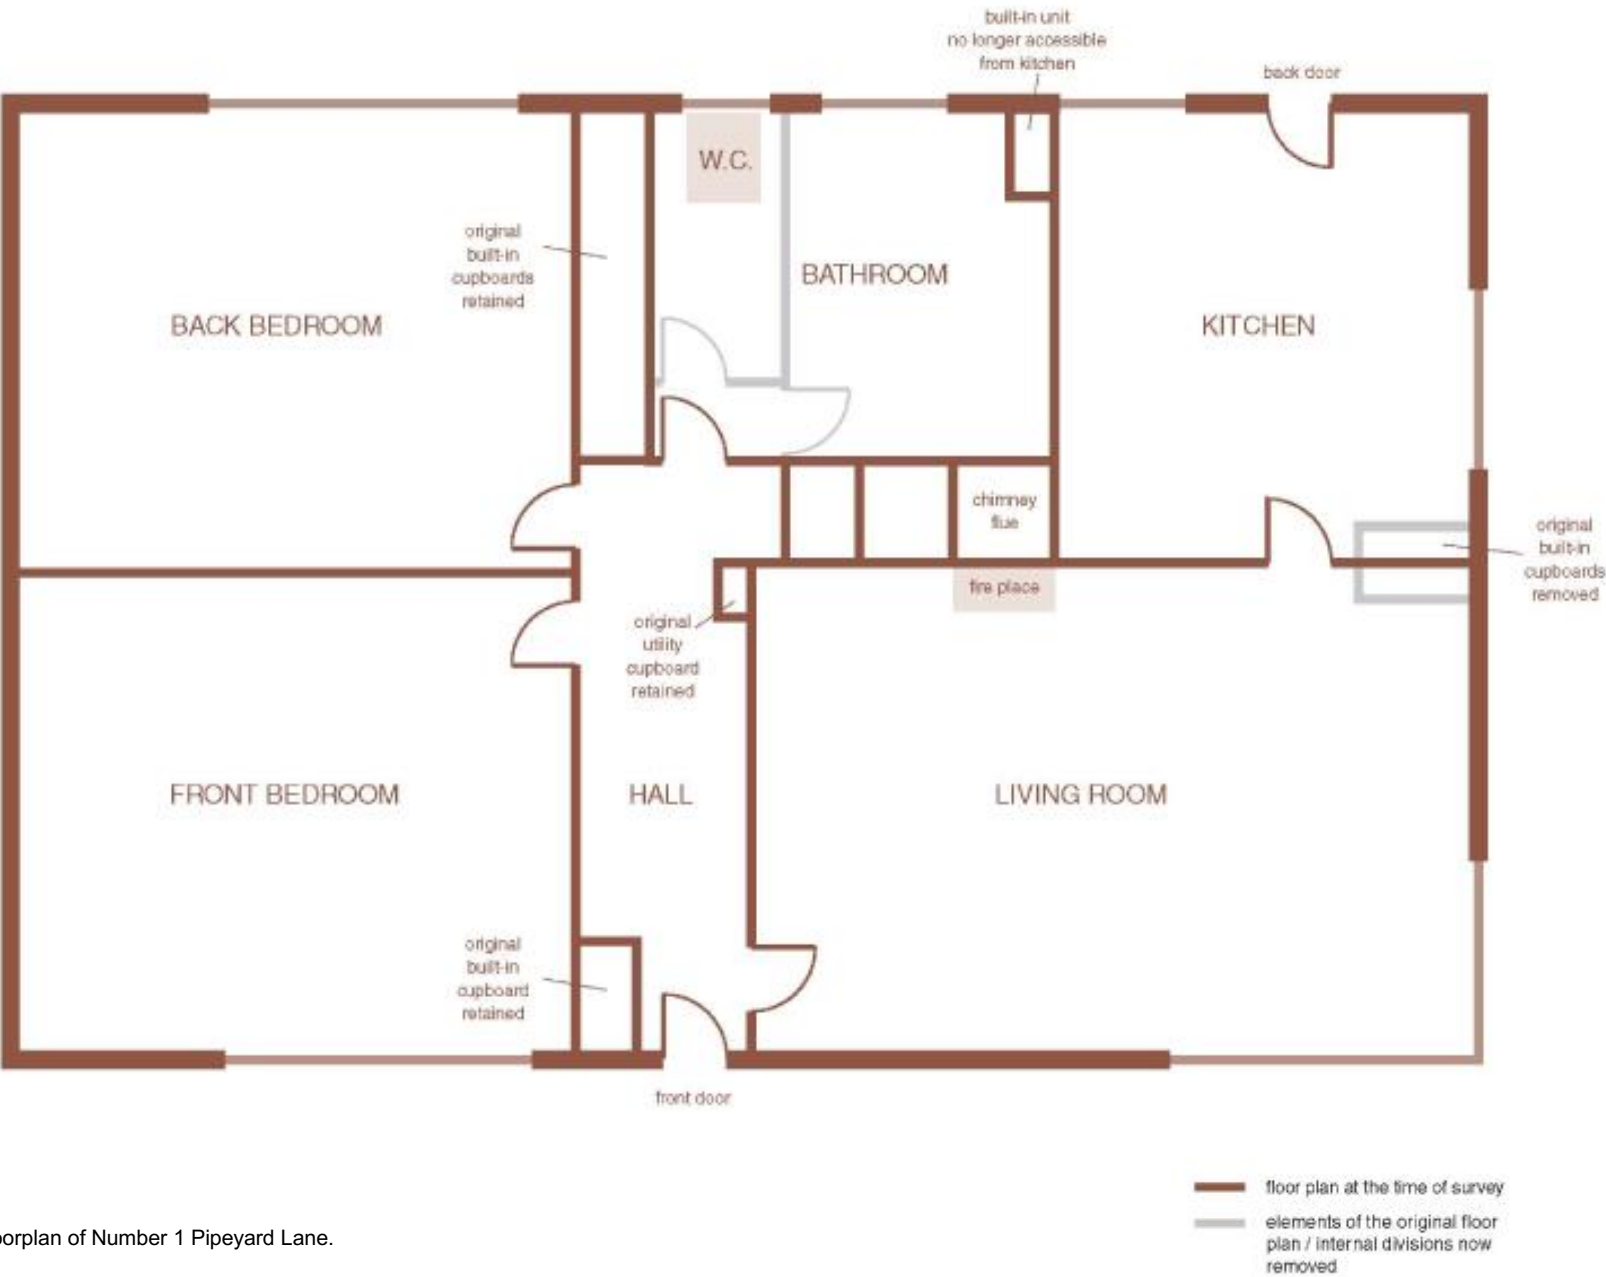 built-in unit
no longer accessible
from kitchen
back door
W.C.
original
built-in
cupboards
retained
BATHROOM
BACK BEDROOM
KITCHEN
chimney
flue
original
built-in
cupboards
removed
fire place
original
utility
cupboard
retained
FRONT BEDROOM
HALL
LIVING ROOM
original
built-in
cupboard
retained
front door
floor plan at the time of survey
elements of the original floor
plan / internal divisions now
removed
orplan of Number 1 Pipeyard Lane.